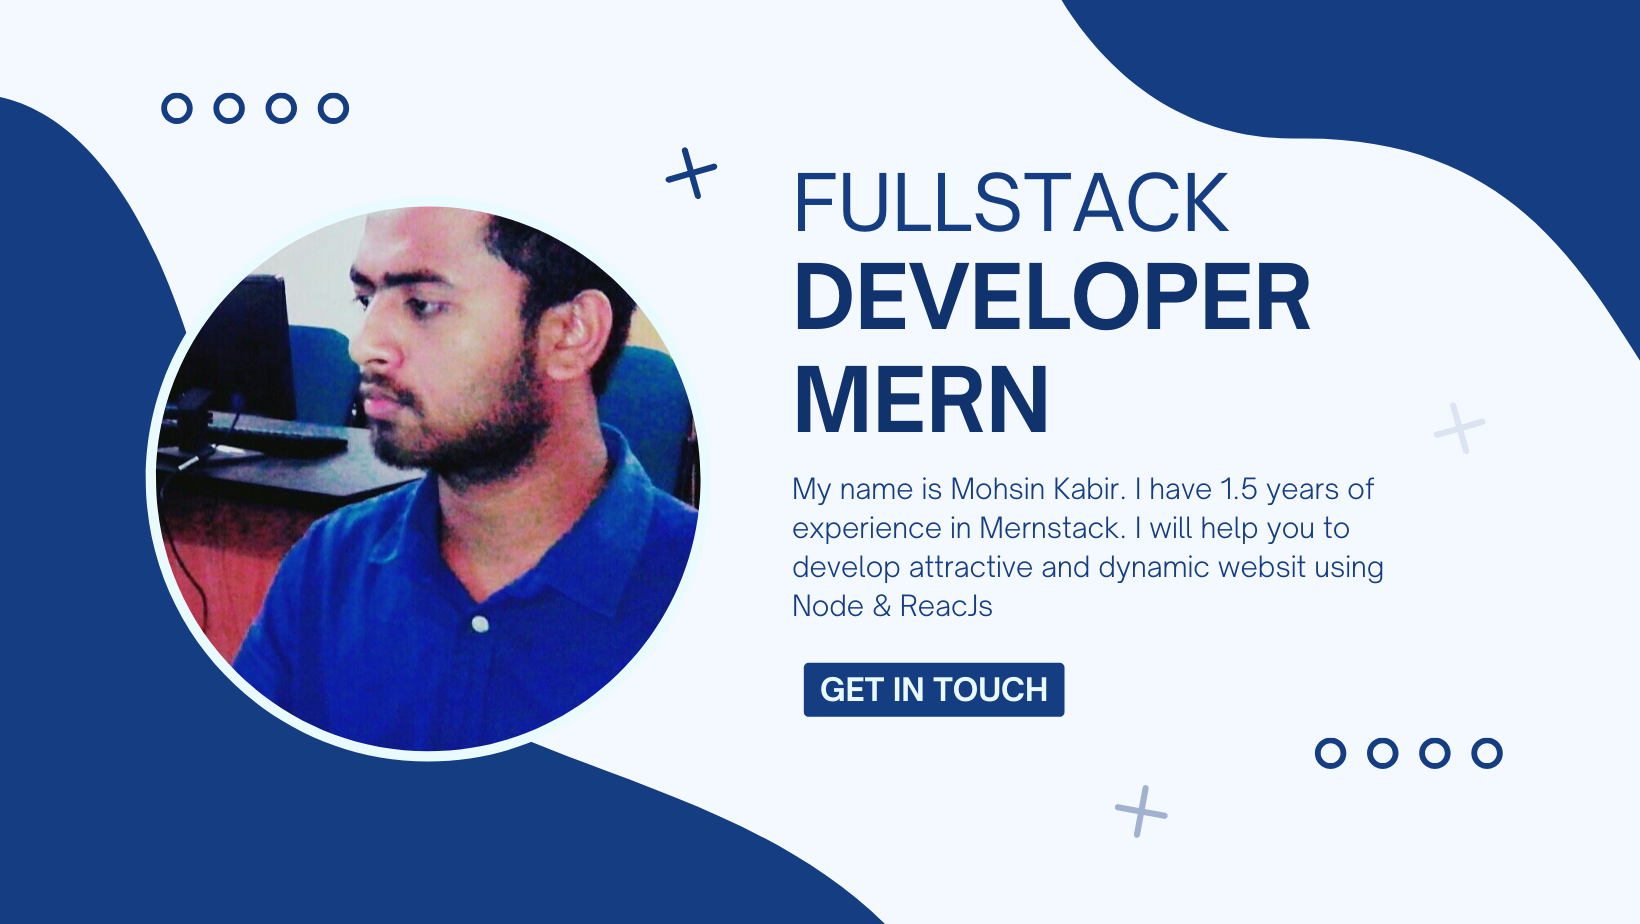 FULLSTACK
DEVELOPER
MERN
My name is Mohsin Kabir. I have 1.5 years of
experience in Mernstack. I will help you to
develop attractive and dynamic websit using
Node & ReacJs
GET IN TOUCH